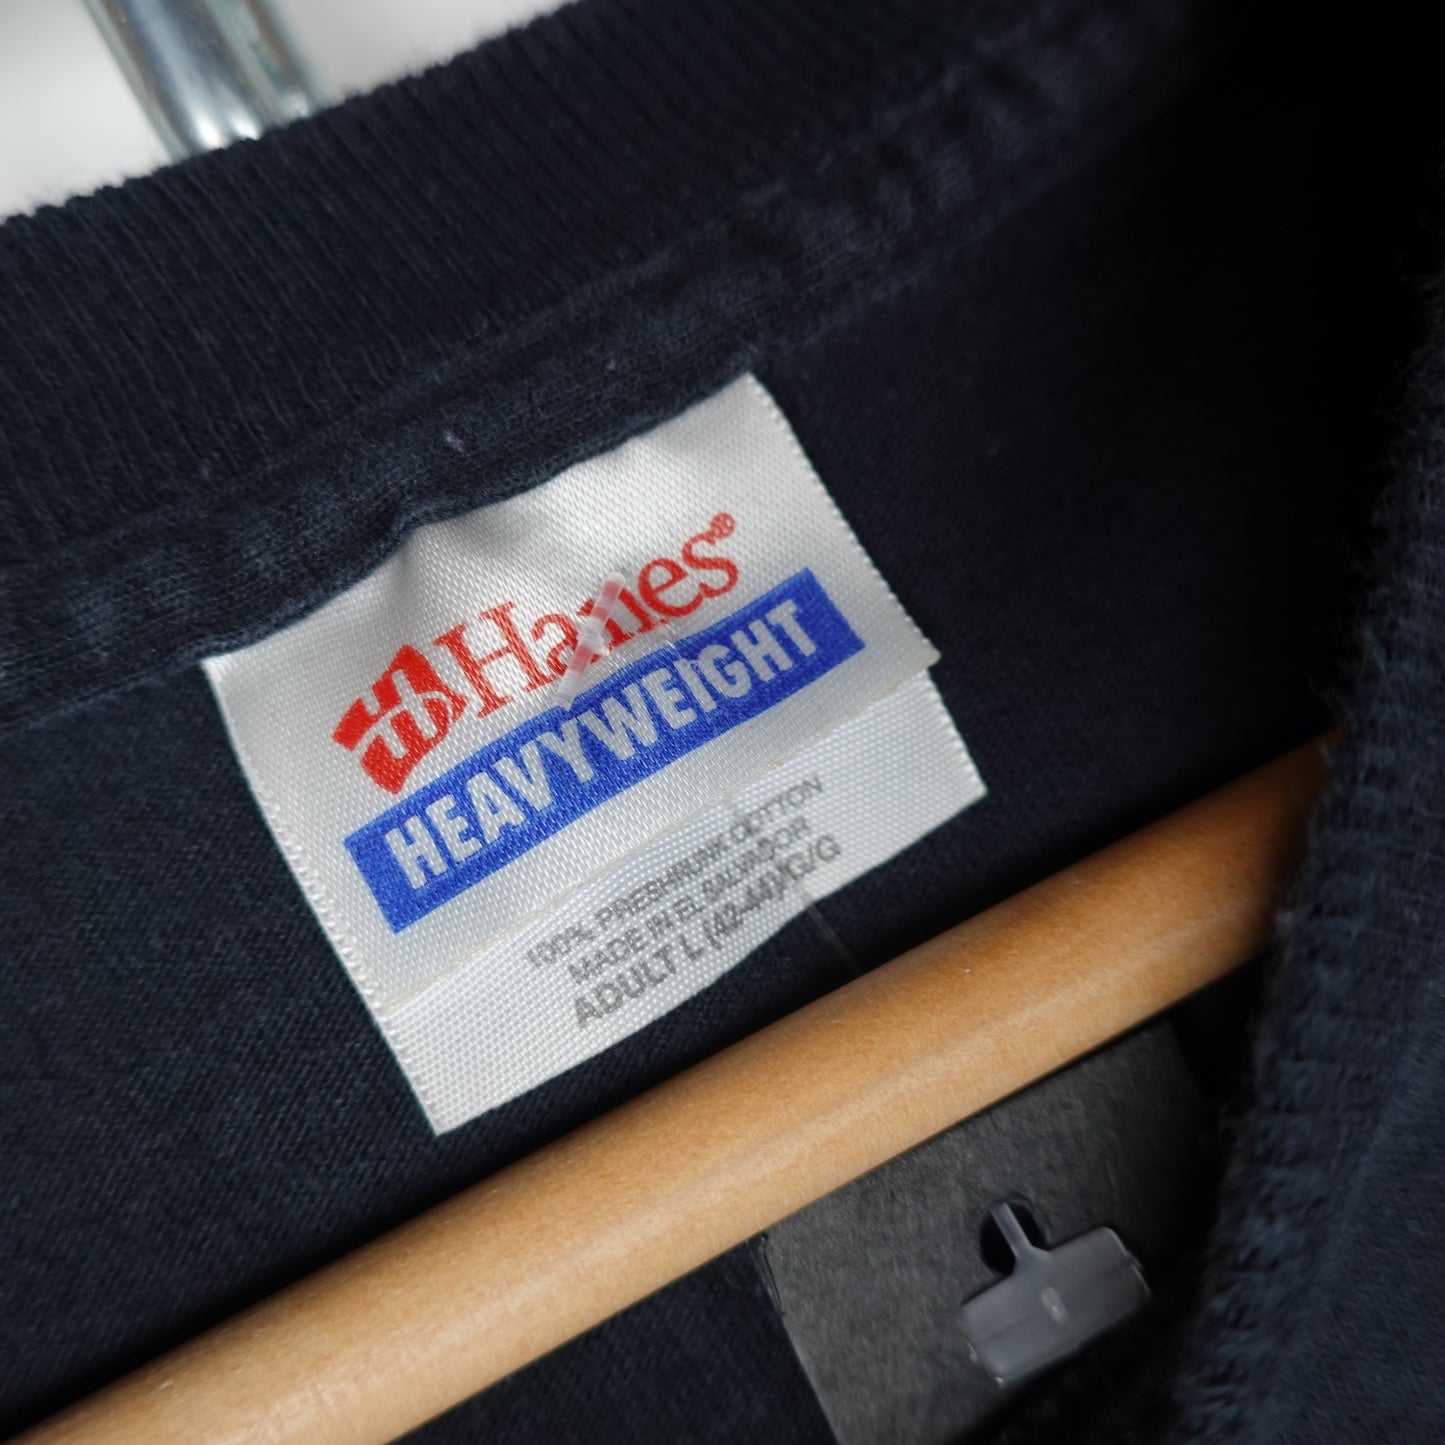 Hanes®
HEAVYWEIGHT
100% PRESHRUNK COTTON
MADE IN EL SALVADOR
ADULT L (42-44)/G/G